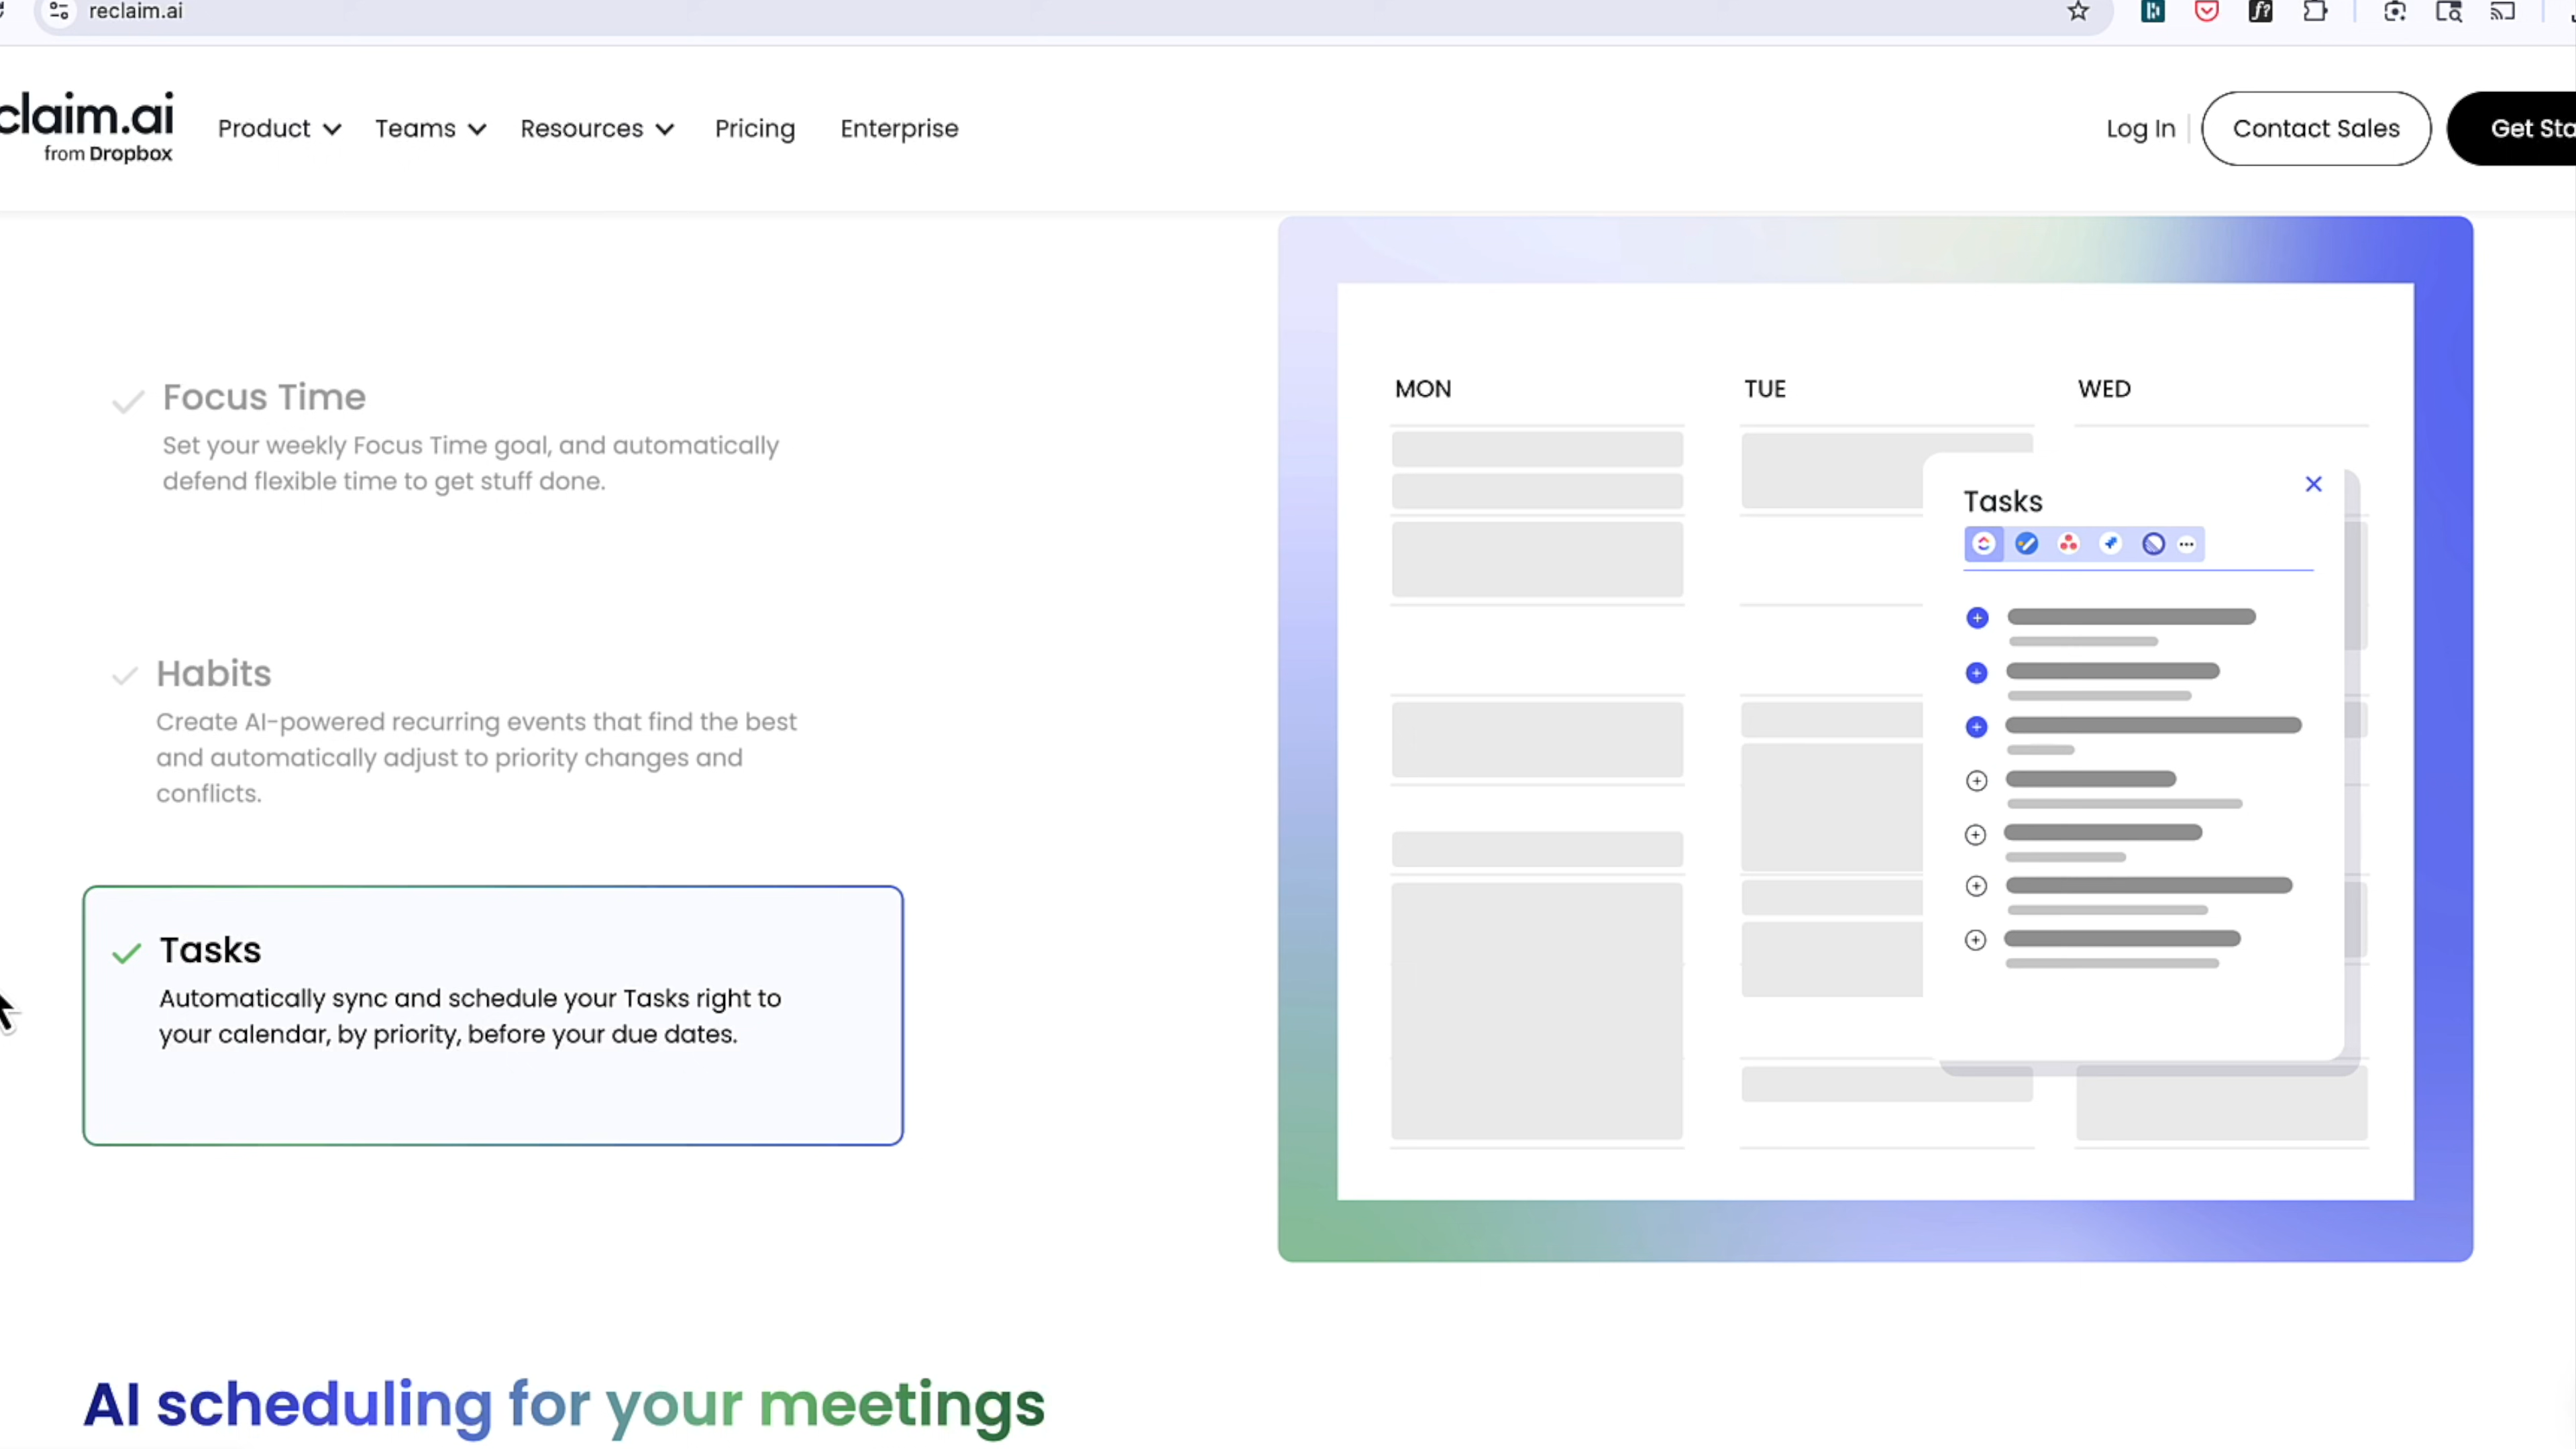 reclaim.ai
claim.ai
from Dropbox
Product
Teams
Resources
Pricing
Enterprise
Log In
Contact Sales
Get Sta
Focus Time
Set your weekly Focus Time goal, and automatically
defend flexible time to get stuff done.
Habits
Create AI-powered recurring events that find the best
and automatically adjust to priority changes and
conflicts.
Tasks
Automatically sync and schedule your Tasks right to
your calendar, by priority, before your due dates.
MON
TUE
WED
Tasks
AI scheduling for your meetings